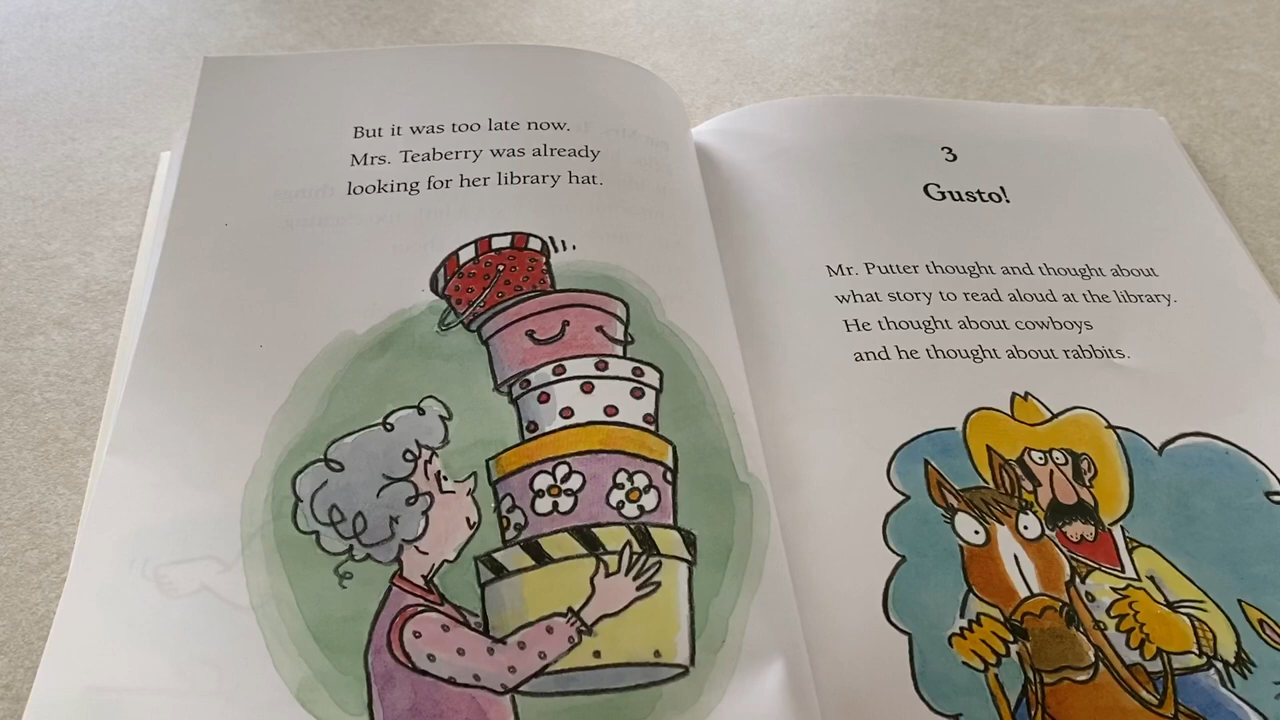 But it was too late now.
Mrs. Teaberry was already
looking for her library hat.
3
Gusto!
Mr. Putter thought and thought about
what story to read aloud at the library.
He thought about cowboys
and he thought about rabbits.